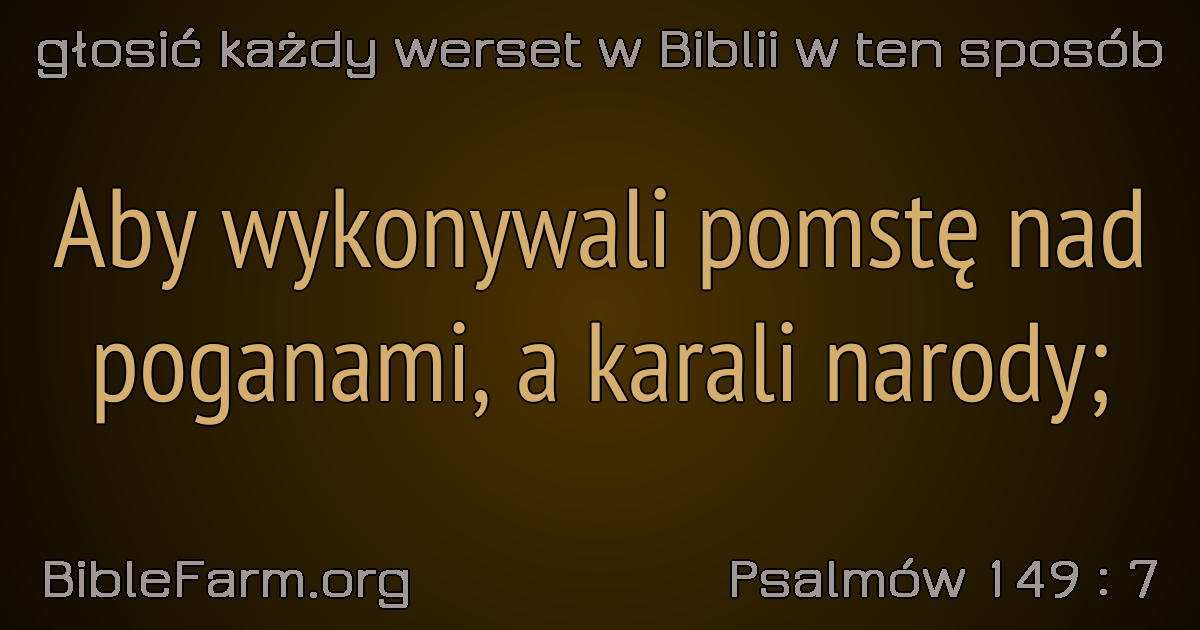 głosić każdy werset w Biblii w ten sposób
Aby wykonywali pomstę nad
poganami, a karali narody;
BibleFarm.org
Psalmów 149 : 7